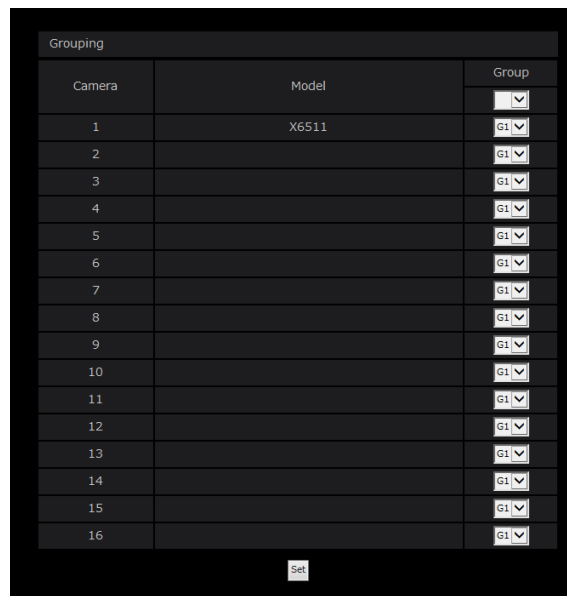 Grouping
Camera Model Group
1 X6511 G1
2 G1
3 G1
4 G1
5 G1
6 G1
7 G1
8 G1
9 G1
10 G1
11 G1
12 G1
13 G1
14 G1
15 G1
16 G1
Set